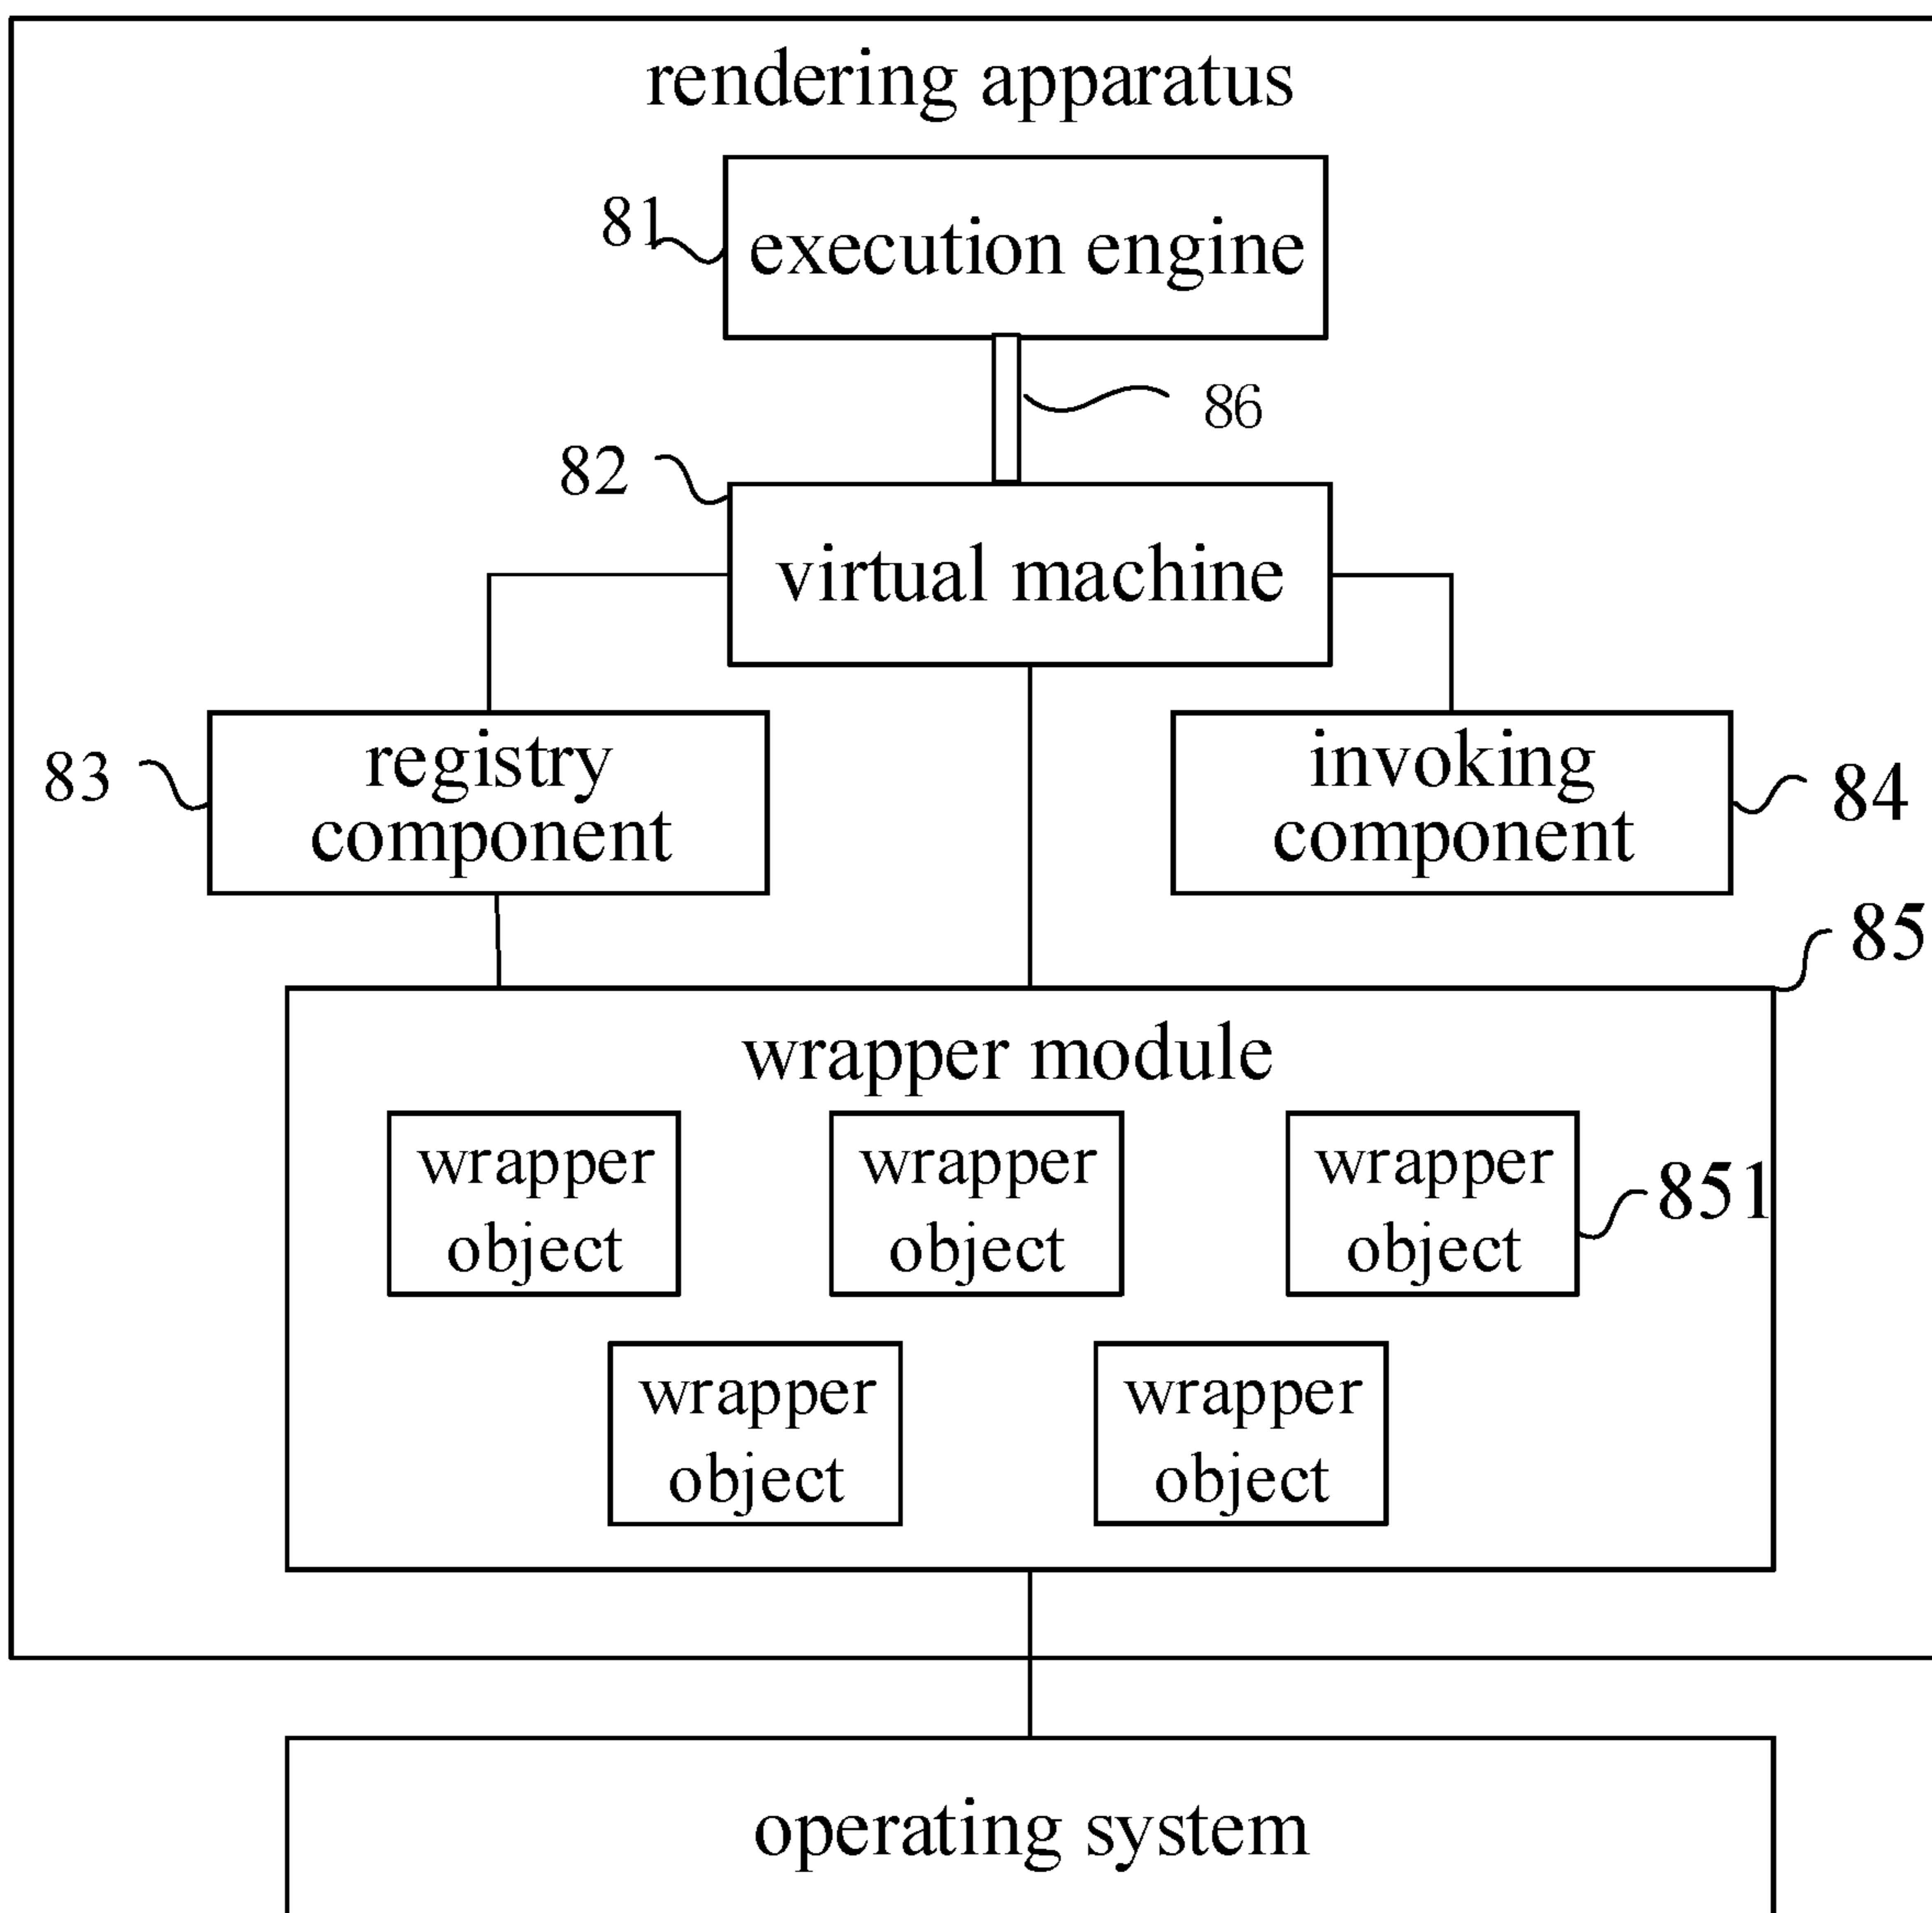 rendering apparatus
81
execution engine
86
82
virtual machine
83
registry
component
invoking
component
84
85
wrapper module
wrapper
object
wrapper
object
wrapper
object
851
wrapper
object
wrapper
object
operating system